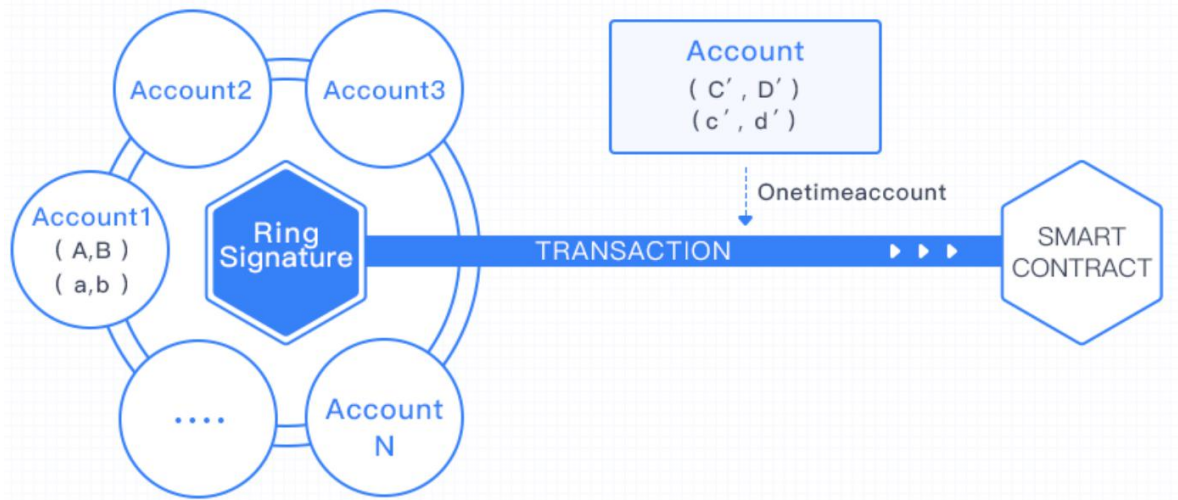 Account2
Account3
Account1
( A,B )
( a,b )
Ring
Signature
....
Account
N
TRANSACTION
Account
( C′ , D′ )
( c′ , d′ )
Onetimeaccount
SMART
CONTRACT